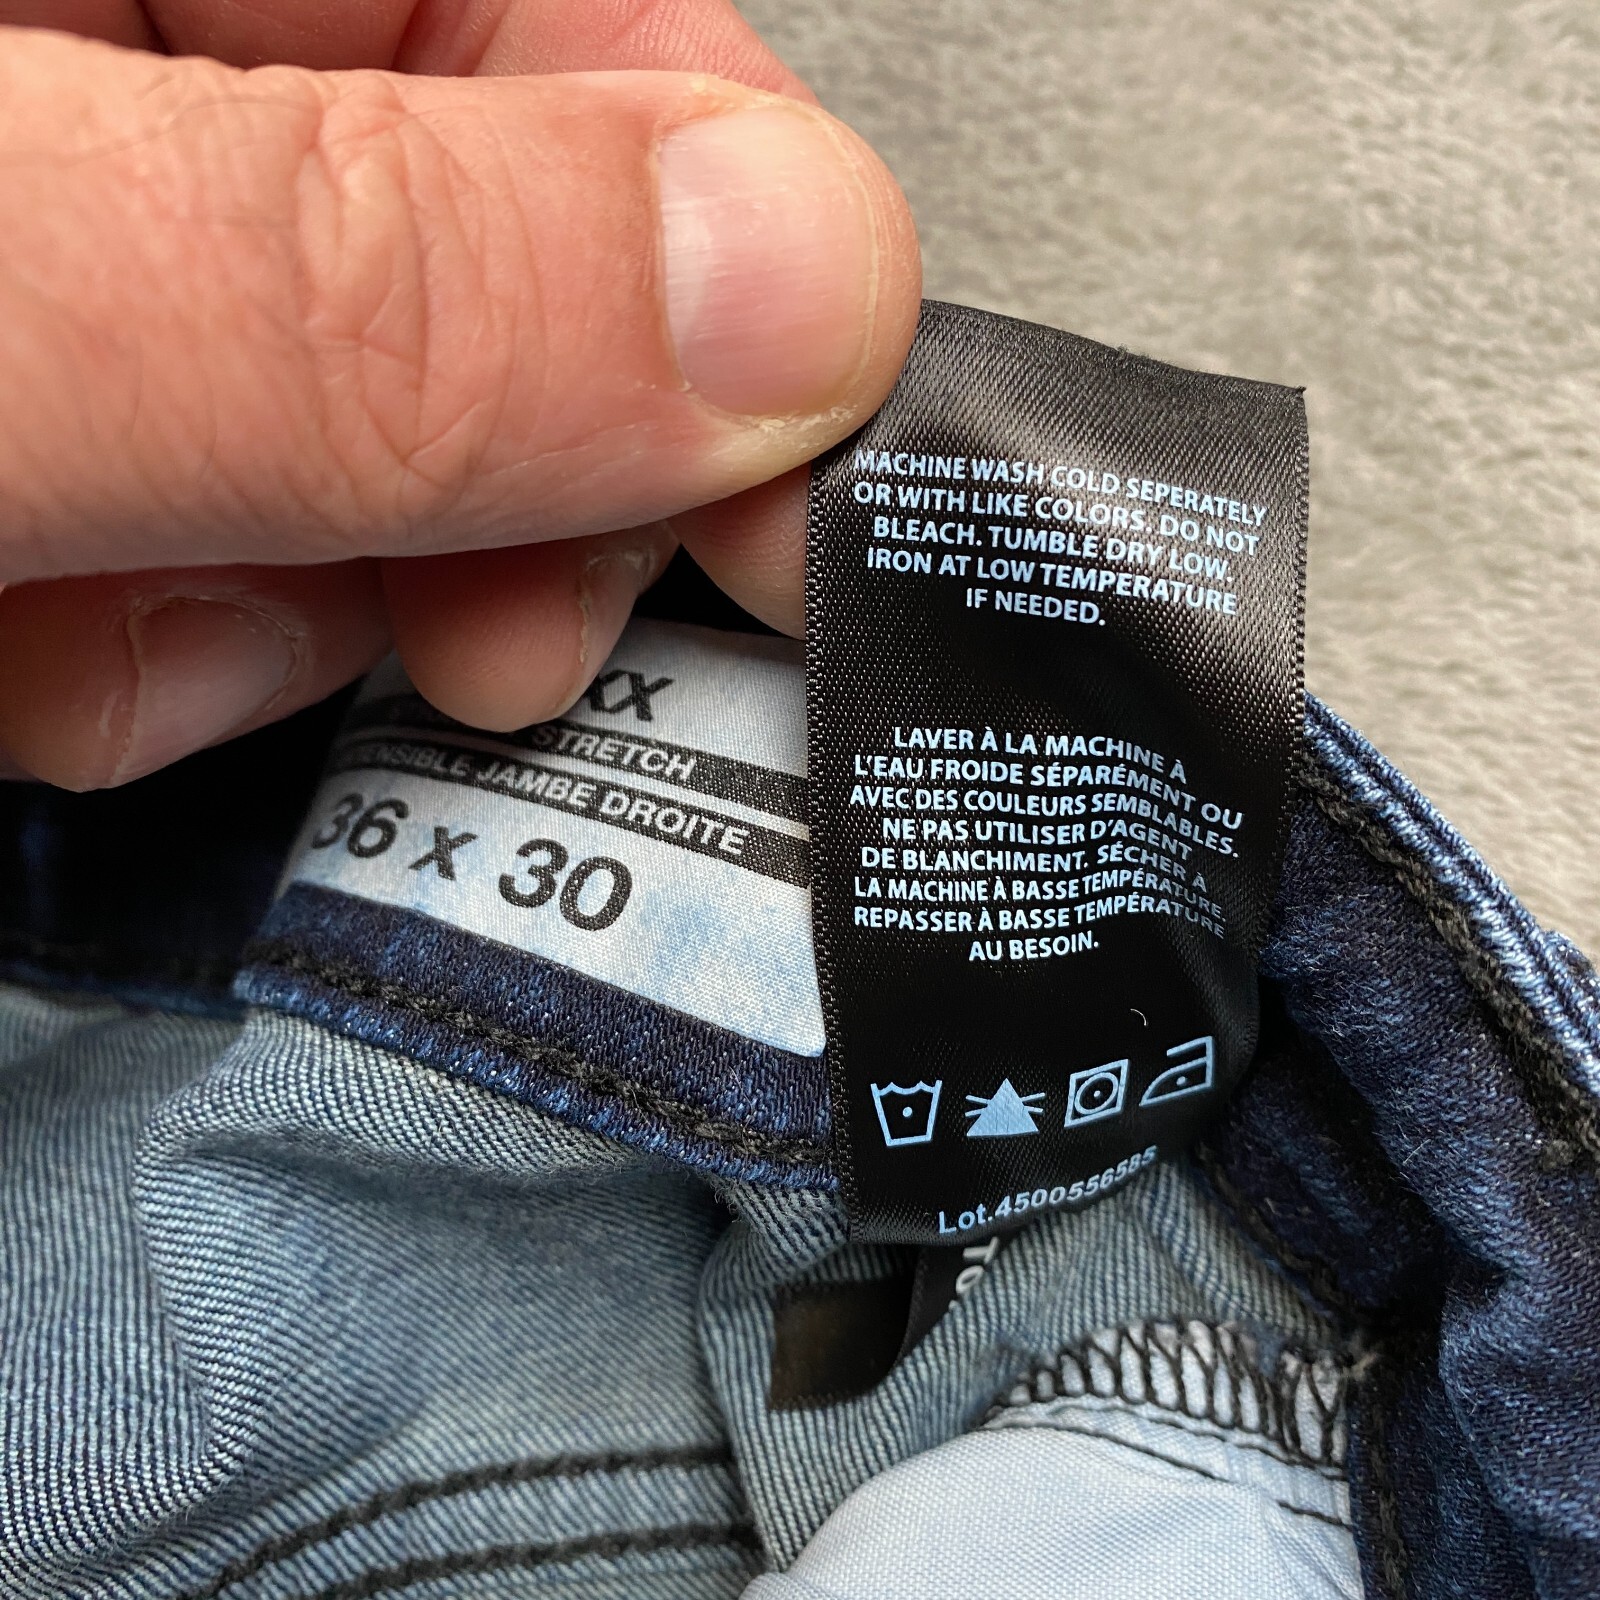 MACHINE WASH COLD SEPERATELY
OR WITH LIKE COLORS. DO NOT
BLEACH. TUMBLE DRY LOW.
IRON AT LOW TEMPERATURE
IF NEEDED.
LAVER À LA MACHINE À
L'EAU FROIDE SÉPARÉMENT OU
AVEC DES COULEURS SEMBLABLES.
NE PAS UTILISER D'AGENT
DE BLANCHIMENT. SÉCHER À
LA MACHINE À BASSE TEMPÉRATURE.
REPASSER À BASSE TEMPÉRATURE
AU BESOIN.
Lot.4500556585
XX
STRETCH
JAMBE DROITE
36 x 30